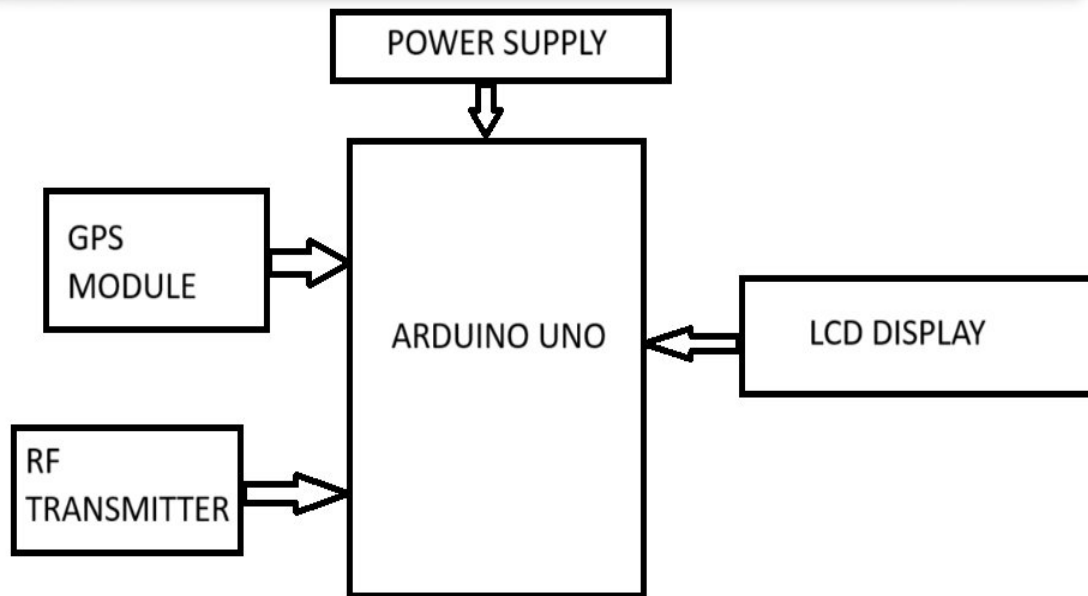 POWER SUPPLY
GPS
MODULE
ARDUINO UNO
LCD DISPLAY
RF
TRANSMITTER